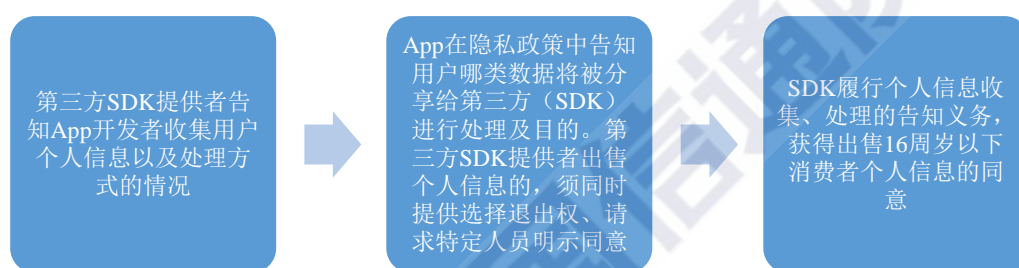 第三方SDK提供者告
知App开发者收集用户
个人信息以及处理方
式的情况
App在隐私政策中告知
用户哪类数据将被分
享给第三方（SDK）
进行处理及目的。第
三方SDK提供者出售
个人信息的，须同时
提供选择退出权、请
求特定人员明示同意
SDK履行个人信息收
集、处理的告知义务，
获得出售16周岁以下
消费者个人信息的同
意